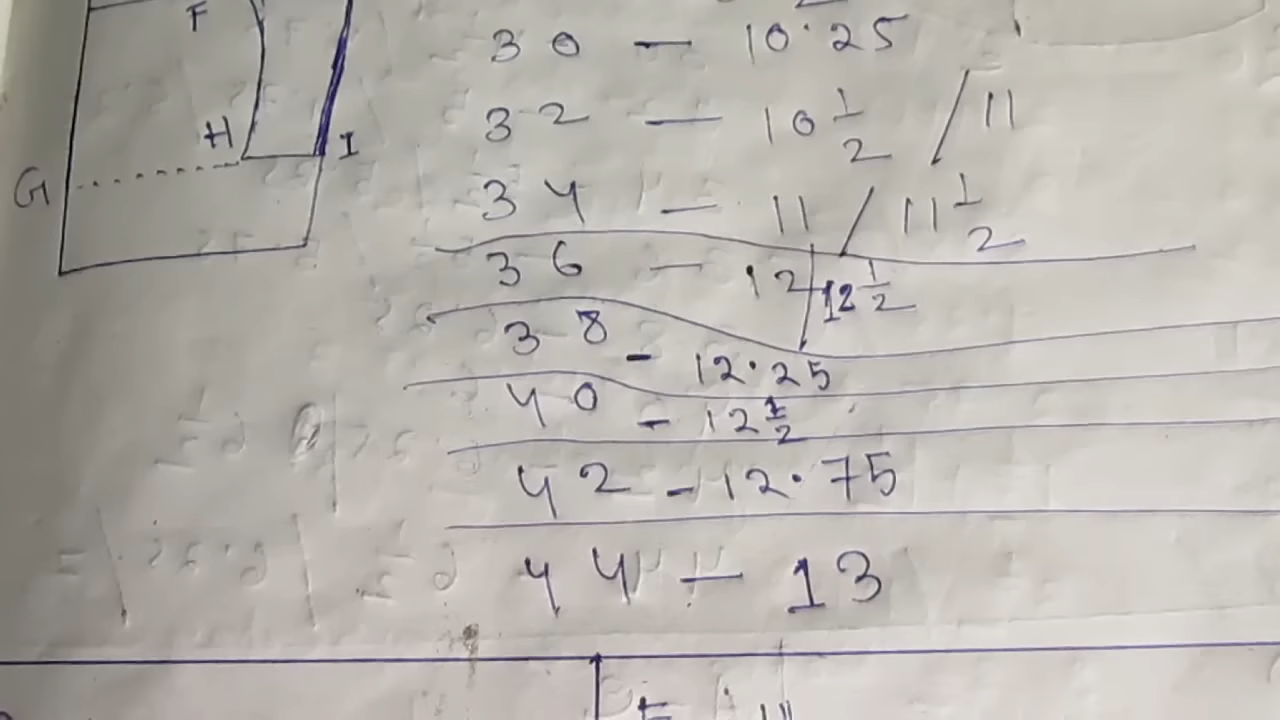 F
H
I
G
30 — 10.25
32 — 10 1/2 / 11
34 — 11 / 11 1/2
36 — 12 / 12 1/2
38 - 12.25
40 - 12 1/2
42 - 12.75
44 — 13